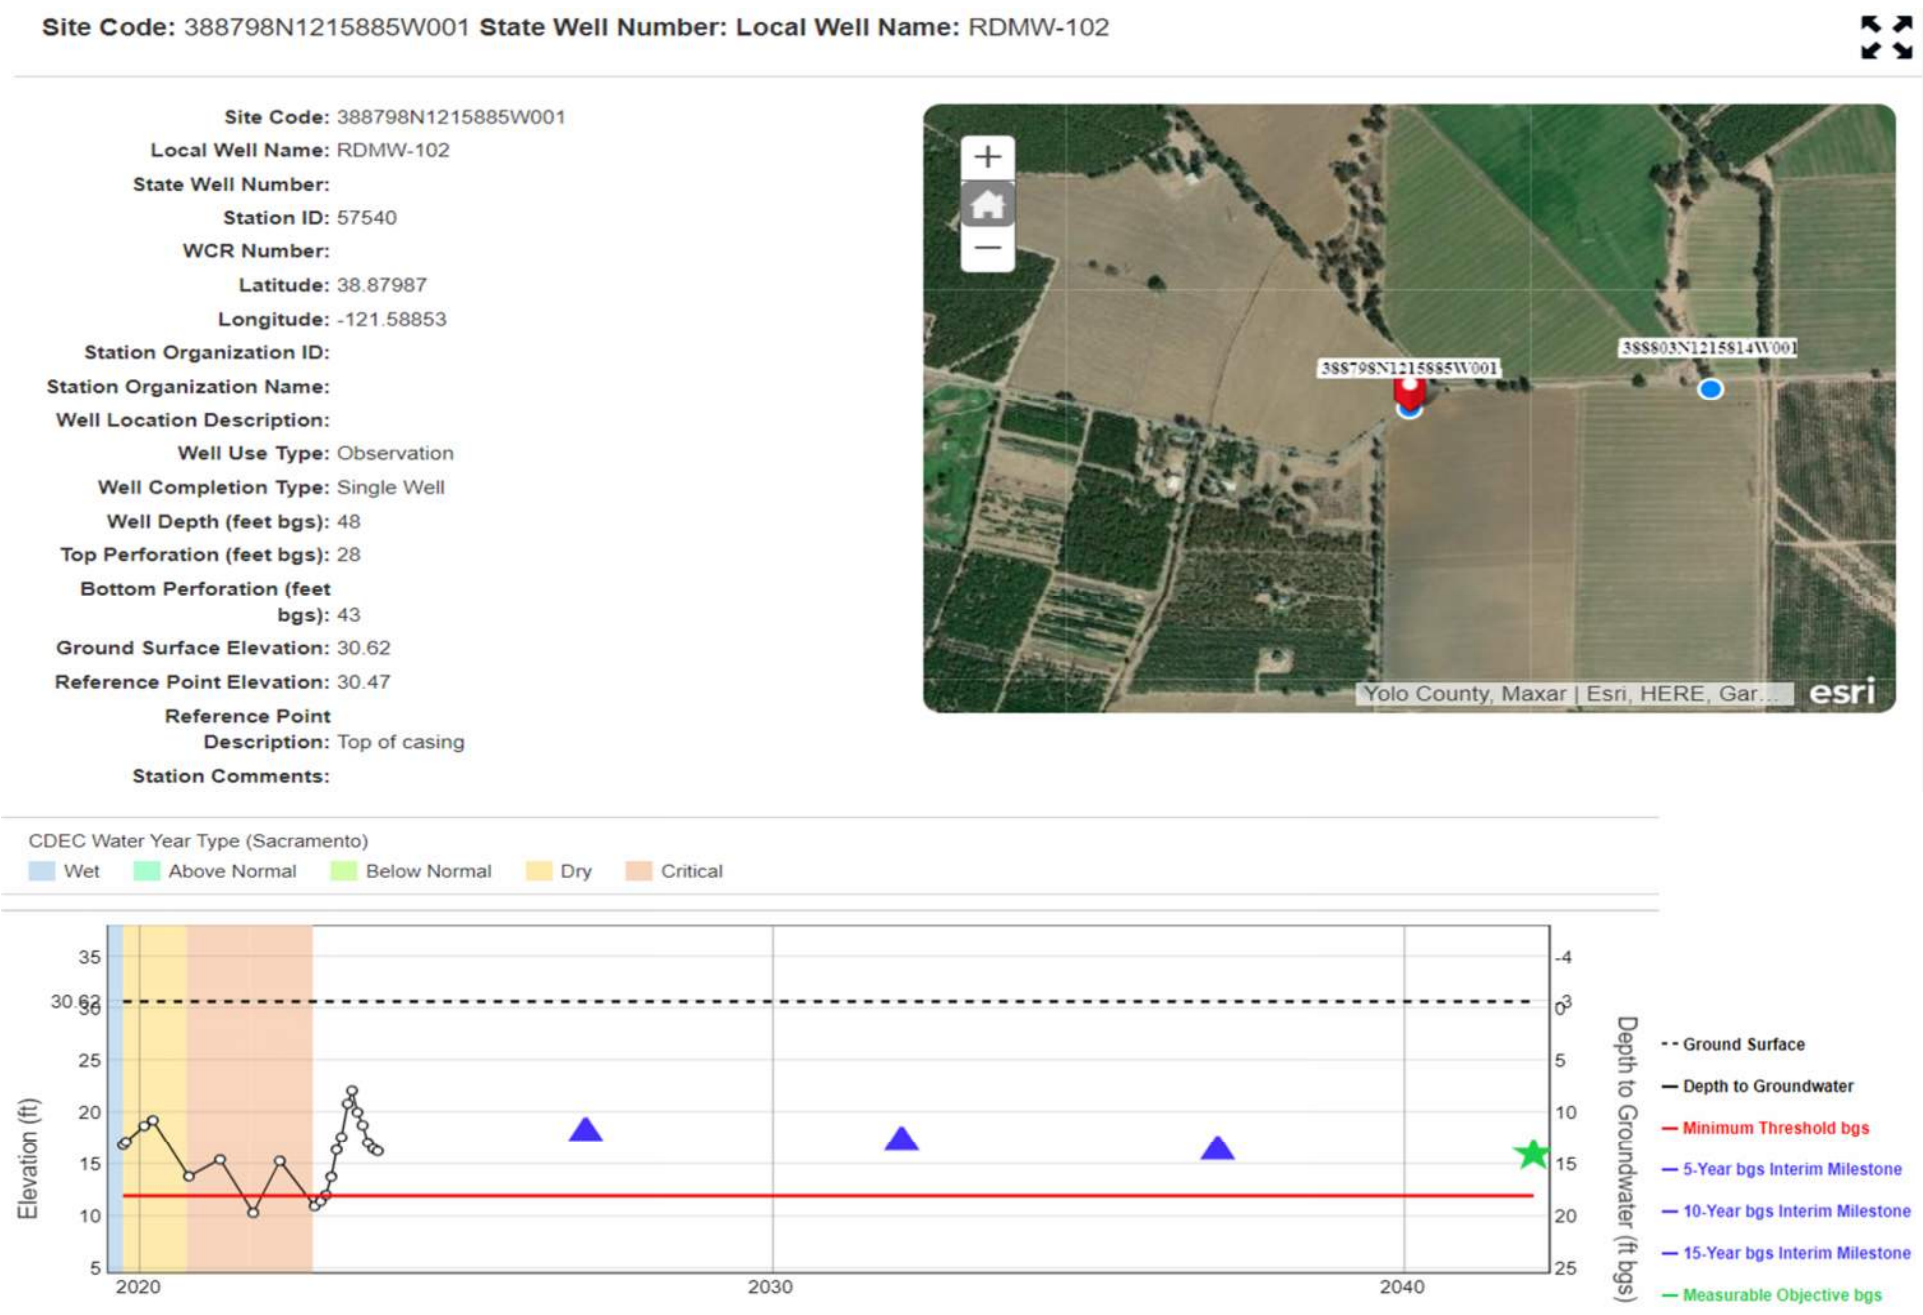 Site Code: 388798N1215885W001 State Well Number: Local Well Name: RDMW-102
Site Code: 388798N1215885W001
Local Well Name: RDMW-102
State Well Number:
Station ID: 57540
WCR Number:
Latitude: 38.87987
Longitude: -121.58853
Station Organization ID:
Station Organization Name:
Well Location Description:
Well Use Type: Observation
Well Completion Type: Single Well
Well Depth (feet bgs): 48
Top Perforation (feet bgs): 28
Bottom Perforation (feet
bgs): 43
Ground Surface Elevation: 30.62
Reference Point Elevation: 30.47
Reference Point
Description: Top of casing
Station Comments:
+
−
388798N1215885W001
388803N1215814W001
Yolo County, Maxar | Esri, HERE, Gar...
esri
CDEC Water Year Type (Sacramento)
Wet Above Normal Below Normal Dry Critical
Elevation (ft)
35
30.62
30
25
20
15
10
5
2020 2030 2040
-4
-3
0
5
10
15
20
25
Depth to Groundwater (ft bgs)
Ground Surface
Depth to Groundwater
Minimum Threshold bgs
5-Year bgs Interim Milestone
10-Year bgs Interim Milestone
15-Year bgs Interim Milestone
Measurable Objective bgs